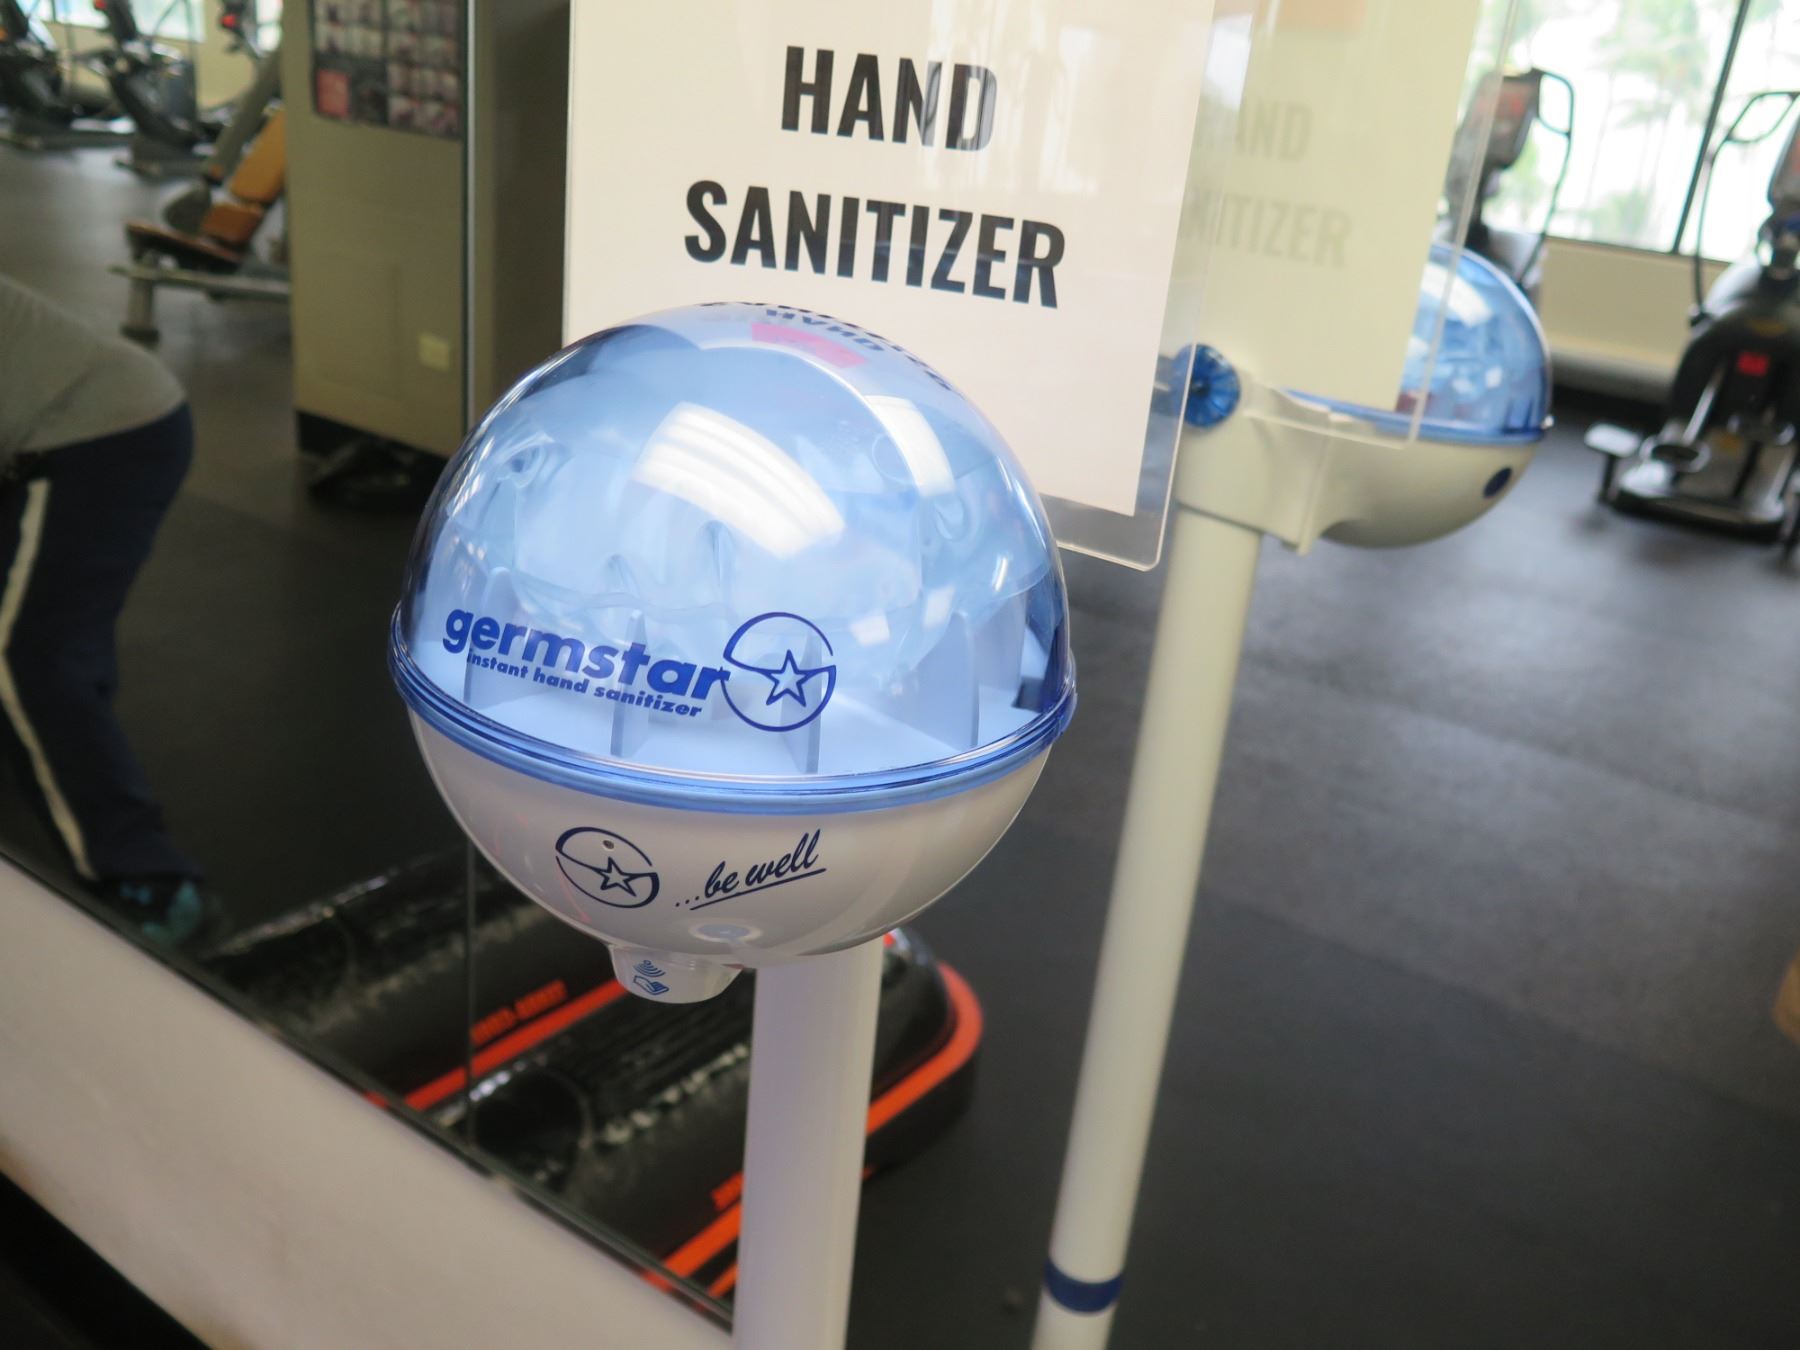 HAND
SANITIZER
germstar
instant hand sanitizer
...be well